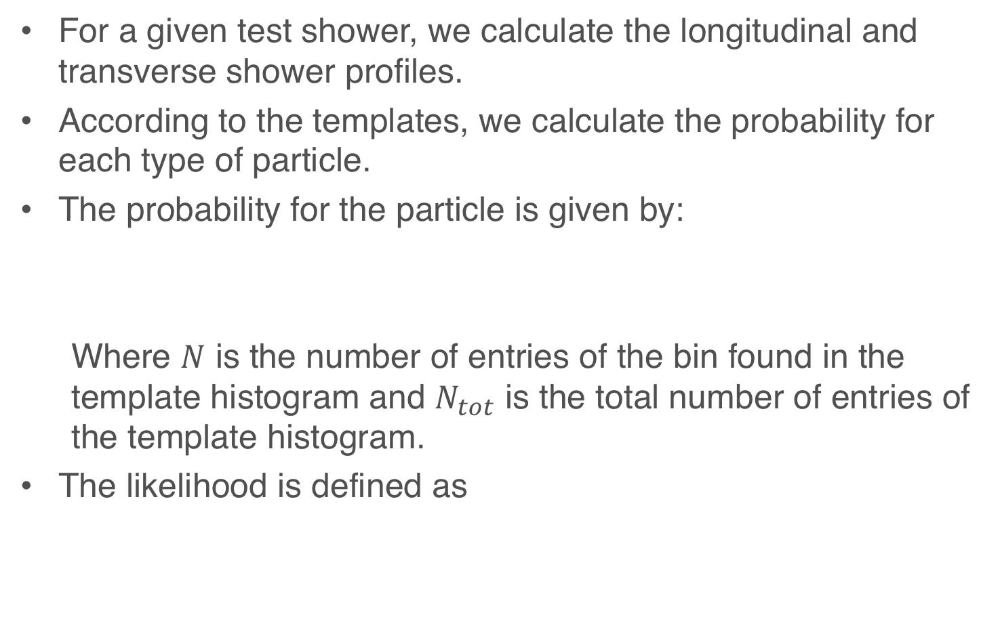 • For a given test shower, we calculate the longitudinal and
transverse shower profiles.
• According to the templates, we calculate the probability for
each type of particle.
• The probability for the particle is given by:
Where N is the number of entries of the bin found in the
template histogram and N_tot is the total number of entries of
the template histogram.
• The likelihood is defined as